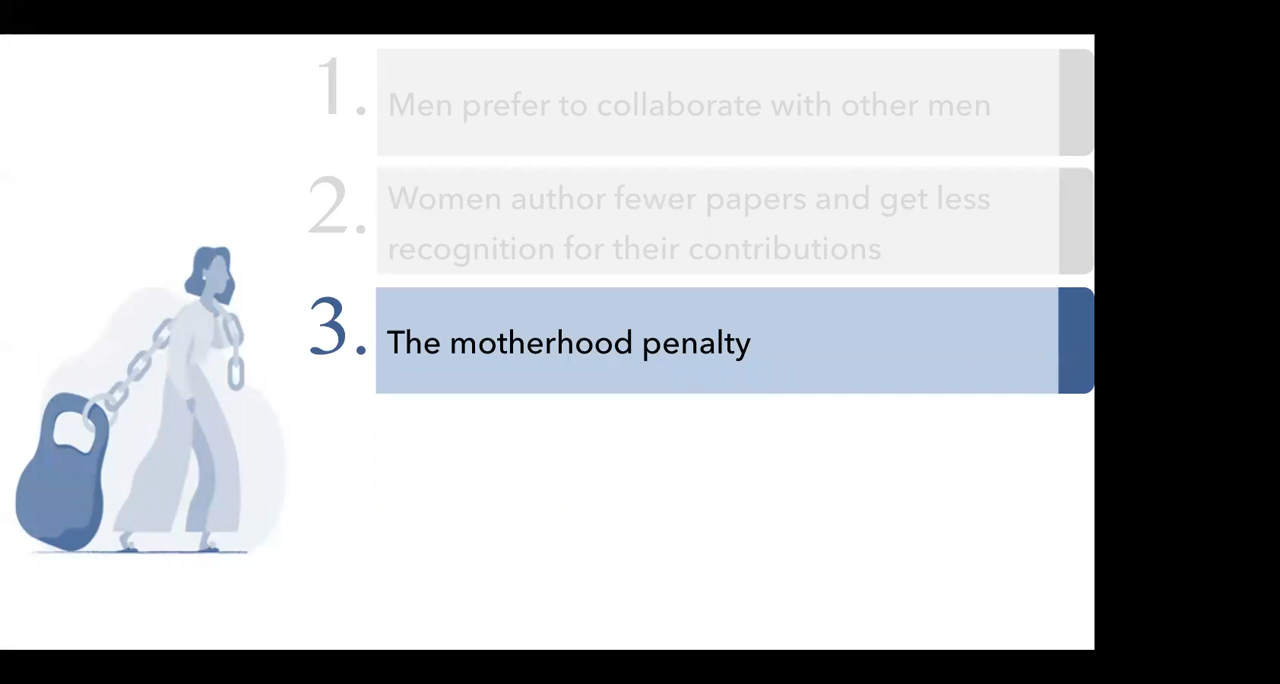 1. Men prefer to collaborate with other men
2. Women author fewer papers and get less
recognition for their contributions
3. The motherhood penalty